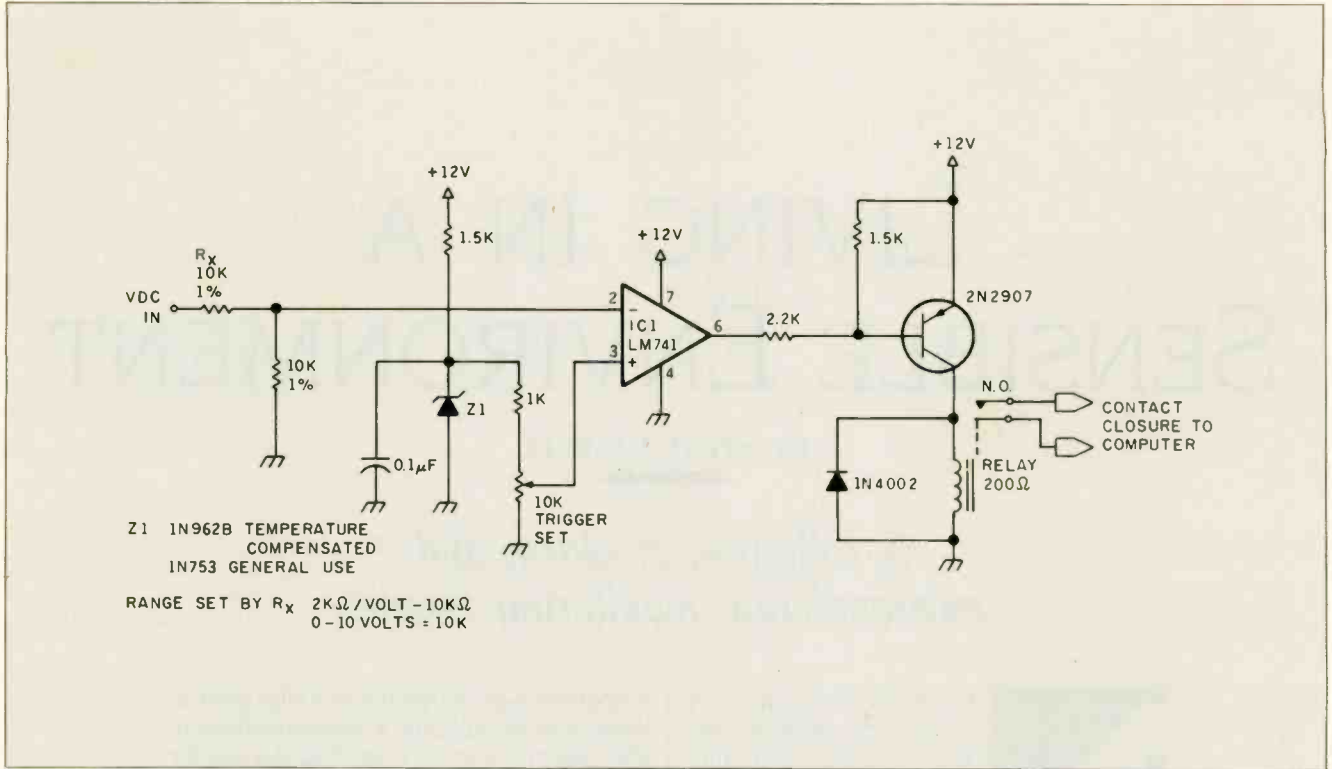 +12V
+12V
1.5K
+12V
1.5K
RX
10K
1%
VDC
IN
2
−
7
IC1
LM741
6
2.2K
2N2907
10K
1%
3
+
4
1K
Z1
N.O.
CONTACT
CLOSURE TO
COMPUTER
0.1µF
10K
TRIGGER
SET
1N4002
RELAY
200Ω
Z1 1N962B TEMPERATURE
COMPENSATED
1N753 GENERAL USE
RANGE SET BY RX 2KΩ/VOLT-10KΩ
0-10 VOLTS = 10K